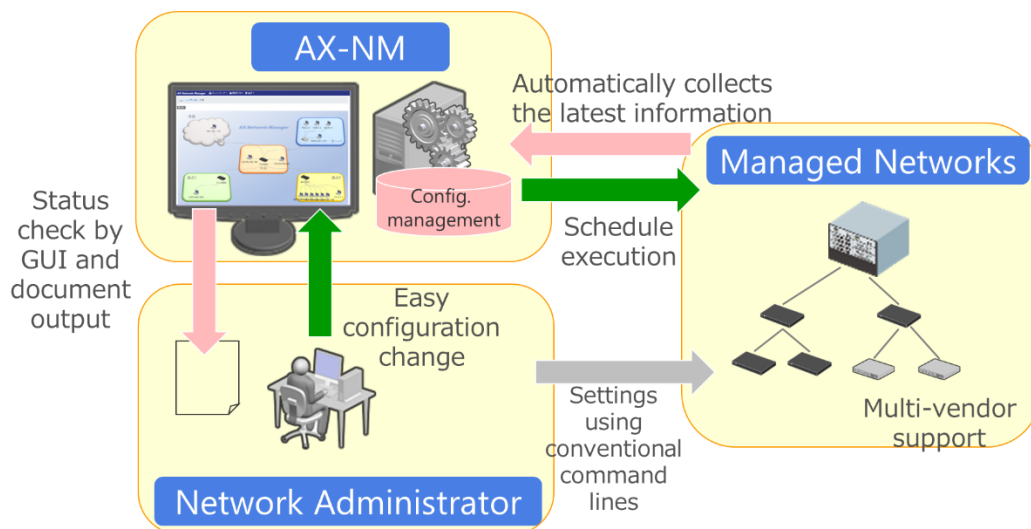 AX-NM
AX Network Manager
Automatically collects
the latest information
Managed Networks
Config.
management
Schedule
execution
Status
check by
GUI and
document
output
Easy
configuration
change
Settings
using
conventional
command
lines
Multi-vendor
support
Network Administrator